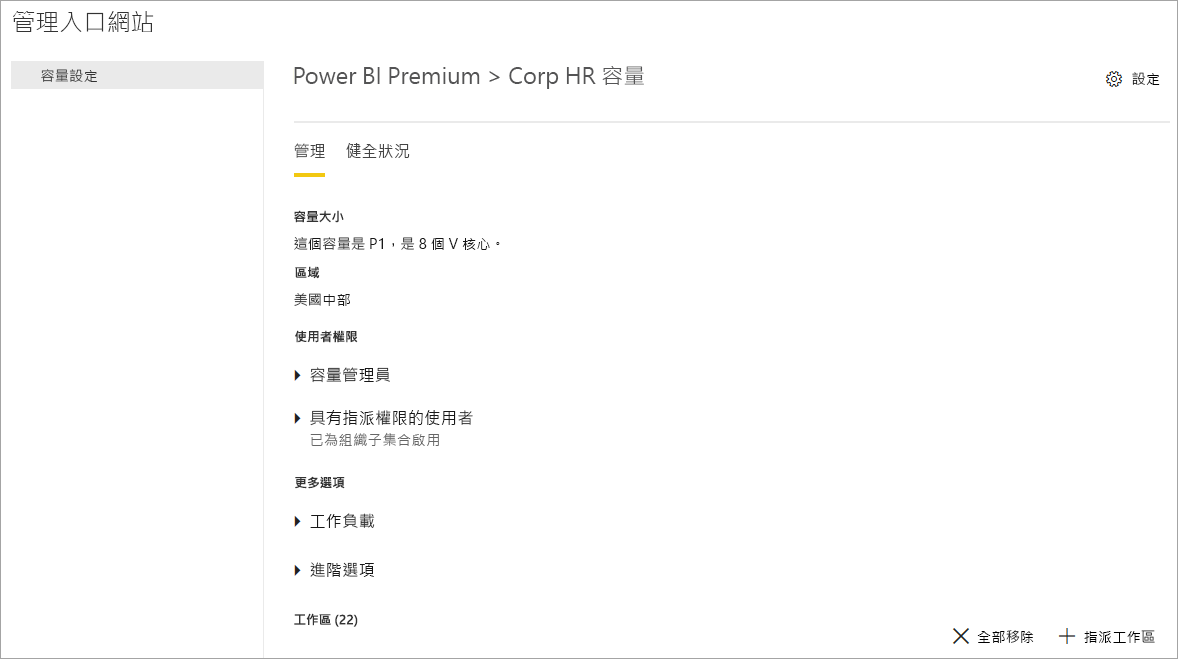 管理入口網站
容量設定
Power BI Premium > Corp HR 容量
設定
管理
健全狀況
容量大小
這個容量是 P1，是 8 個 V 核心。
區域
美國中部
使用者權限
容量管理員
具有指派權限的使用者
已為組織子集合啟用
更多選項
工作負載
進階選項
工作區 (22)
全部移除
指派工作區